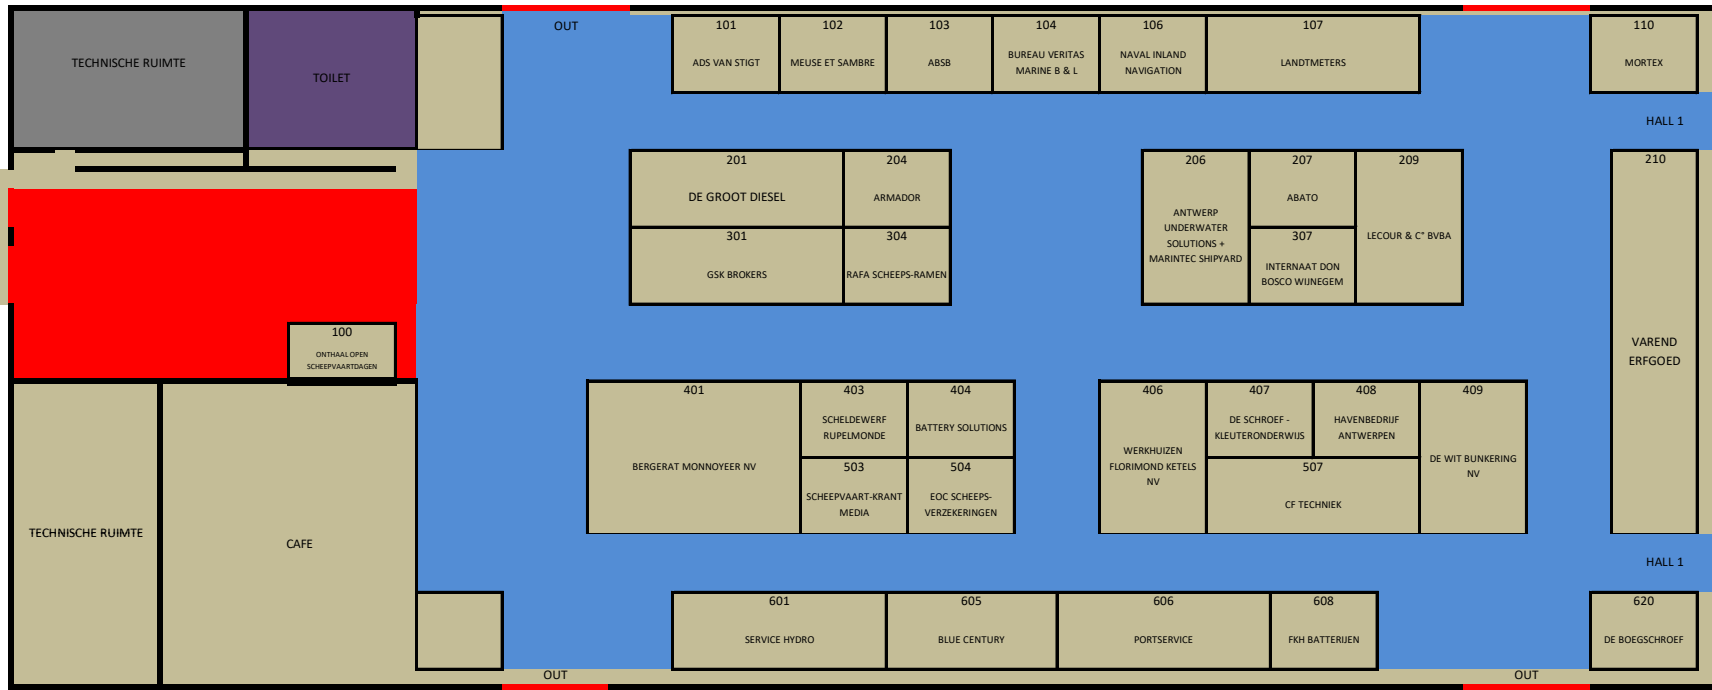 OUT
TECHNISCHE RUIMTE
TOILET
101
ADS VAN STIGT
102
MEUSE ET SAMBRE
103
ABSB
104
BUREAU VERITAS
MARINE B & L
106
NAVAL INLAND
NAVIGATION
107
LANDTMETERS
110
MORTEX
HALL 1
201
DE GROOT DIESEL
204
ARMADOR
206
ANTWERP
UNDERWATER
SOLUTIONS +
MARINTEC SHIPYARD
207
ABATO
209
LECOUR & C° BVBA
210
VAREND
ERFGOED
301
GSK BROKERS
304
RAFA SCHEEPS-RAMEN
307
INTERNAAT DON
BOSCO WIJNEGEM
100
ONTHAAL OPEN
SCHEEPVAARTDAGEN
401
BERGERAT MONNOYEER NV
403
SCHELDEWERF
RUPELMONDE
404
BATTERY SOLUTIONS
406
WERKHUIZEN
FLORIMOND KETELS
NV
407
DE SCHROEF -
KLEUTERONDERWIJS
408
HAVENBEDRIJF
ANTWERPEN
409
DE WIT BUNKERING
NV
503
SCHEEPVAART-KRANT
MEDIA
504
EOC SCHEEPS-
VERZEKERINGEN
507
CF TECHNIEK
TECHNISCHE RUIMTE
CAFE
HALL 1
601
SERVICE HYDRO
605
BLUE CENTURY
606
PORTSERVICE
608
FKH BATTERIJEN
620
DE BOEGSCHROEF
OUT
OUT